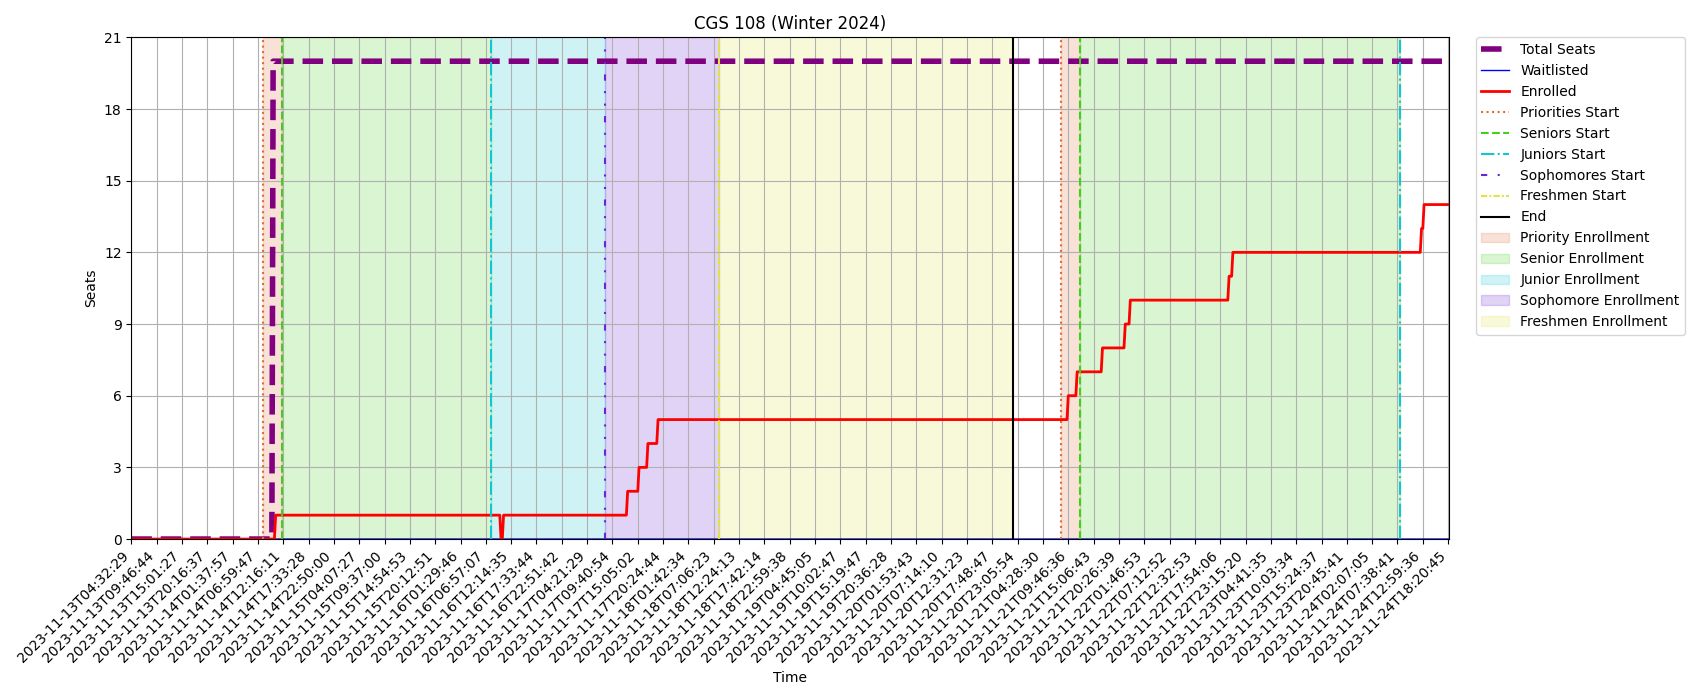 CGS 108 (Winter 2024)
21
18
15
12
9
6
3
0
Seats
2023-11-13T04:32:29
2023-11-13T09:46:44
2023-11-13T15:01:27
2023-11-13T20:16:37
2023-11-14T01:37:57
2023-11-14T06:59:47
2023-11-14T12:16:11
2023-11-14T17:33:28
2023-11-14T22:50:00
2023-11-15T04:07:27
2023-11-15T09:37:00
2023-11-15T14:54:53
2023-11-15T20:12:51
2023-11-16T01:29:46
2023-11-16T06:57:07
2023-11-16T12:14:35
2023-11-16T17:33:44
2023-11-16T22:51:42
2023-11-17T04:21:29
2023-11-17T09:40:54
2023-11-17T15:05:02
2023-11-17T20:24:44
2023-11-18T01:42:34
2023-11-18T07:06:23
2023-11-18T12:24:13
2023-11-18T17:42:14
2023-11-18T22:59:38
2023-11-19T04:45:05
2023-11-19T10:02:47
2023-11-19T15:19:47
2023-11-19T20:36:28
2023-11-20T01:53:43
2023-11-20T07:14:10
2023-11-20T12:31:23
2023-11-20T17:48:47
2023-11-20T23:05:54
2023-11-21T04:28:30
2023-11-21T09:46:36
2023-11-21T15:06:43
2023-11-21T20:26:39
2023-11-22T01:46:53
2023-11-22T07:12:52
2023-11-22T12:32:53
2023-11-22T17:54:06
2023-11-22T23:15:20
2023-11-23T04:41:35
2023-11-23T10:03:34
2023-11-23T15:24:37
2023-11-23T20:45:41
2023-11-24T02:07:05
2023-11-24T07:38:41
2023-11-24T12:59:36
2023-11-24T18:20:45
Time
Total Seats
Waitlisted
Enrolled
Priorities Start
Seniors Start
Juniors Start
Sophomores Start
Freshmen Start
End
Priority Enrollment
Senior Enrollment
Junior Enrollment
Sophomore Enrollment
Freshmen Enrollment